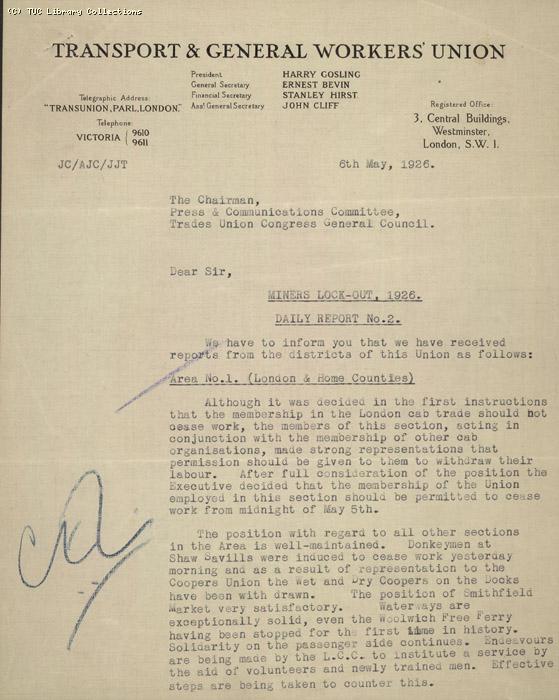 (C) TUC Library Collections
TRANSPORT & GENERAL WORKERS' UNION
President HARRY GOSLING
General Secretary ERNEST BEVIN
Financial Secretary STANLEY HIRST
Asst General Secretary JOHN CLIFF
Telegraphic Address:
"TRANSUNION, PARL, LONDON."
Telephone:
VICTORIA 9610
9611
Registered Office:
3, Central Buildings,
Westminster,
London, S.W.1.
JC/AJC/JJT
6th May, 1926.
The Chairman,
Press & Communications Committee,
Trades Union Congress General Council.
Dear Sir,
MINERS LOCK-OUT, 1926.
DAILY REPORT No.2.
We have to inform you that we have received
reports from the districts of this Union as follows:
Area No.1. (London & Home Counties)
Although it was decided in the first instructions
that the membership in the London cab trade should not
cease work, the members of this section, acting in
conjunction with the membership of other cab
organisations, made strong representations that
permission should be given to them to withdraw their
labour. After full consideration of the position the
Executive decided that the membership of the Union
employed in this section should be permitted to cease
work from midnight of May 5th.
The position with regard to all other sections
in the Area is well-maintained. Donkeymen at
Shaw Savills were induced to cease work yesterday
morning and as a result of representation to the
Coopers Union the Wet and Dry Coopers on the Docks
have been with drawn. The position of Smithfield
Market very satisfactory. Waterways are
exceptionally solid, even the Woolwich Free Ferry
having been stopped for the first time in history.
Solidarity on the passenger side continues. Endeavours
are being made by the L.C.C. to institute a service by
the aid of volunteers and newly trained men. Effective
steps are being taken to counter this.